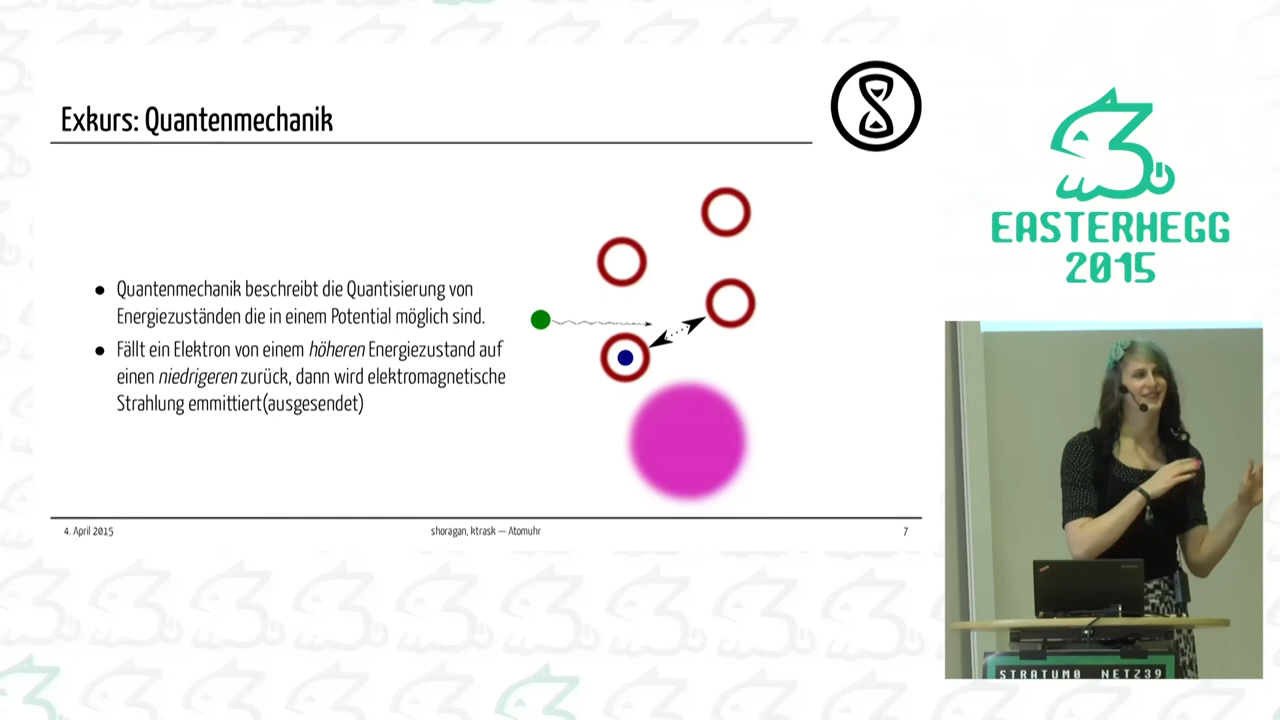 Exkurs: Quantenmechanik
● Quantenmechanik beschreibt die Quantisierung von
Energiezuständen die in einem Potential möglich sind.
● Fällt ein Elektron von einem höheren Energiezustand auf
einen niedrigeren zurück, dann wird elektromagnetische
Strahlung emmittiert(ausgesendet)
4. April 2015
shoragan, ktrask — Atomuhr
7
EASTERHEGG
2015
STRATUM0 NETZ39